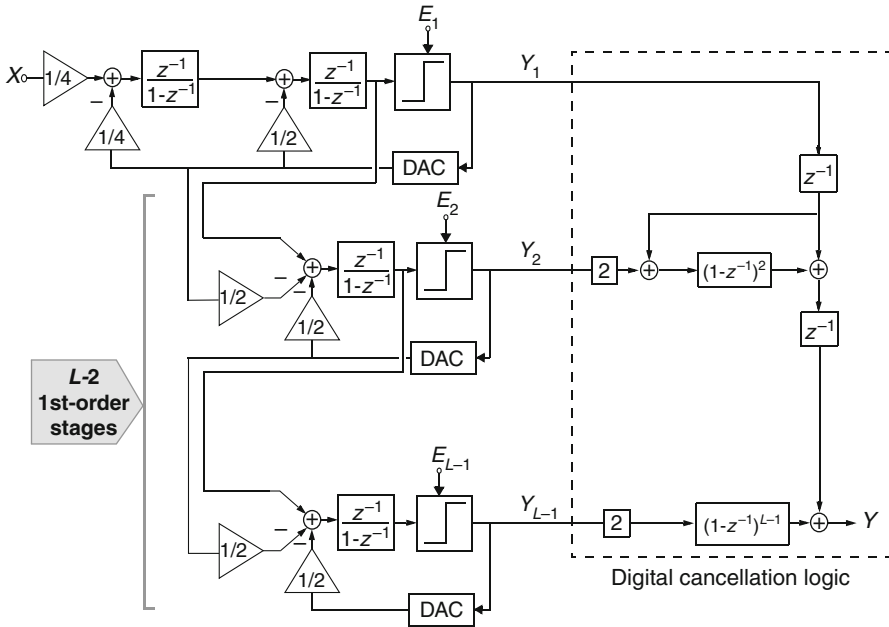 E₁
X
1/4
+
z⁻¹
1-z⁻¹
+
z⁻¹
1-z⁻¹
Y₁
−
−
1/4
1/2
DAC
z⁻¹
E₂
+
z⁻¹
1-z⁻¹
Y₂
2
+
(1-z⁻¹)²
+
−
−
1/2
1/2
z⁻¹
DAC
L-2
1st-order
stages
E_{L–1}
+
z⁻¹
1-z⁻¹
Y_{L–1}
2
(1-z⁻¹)^{L-1}
+
Y
−
−
1/2
1/2
Digital cancellation logic
DAC